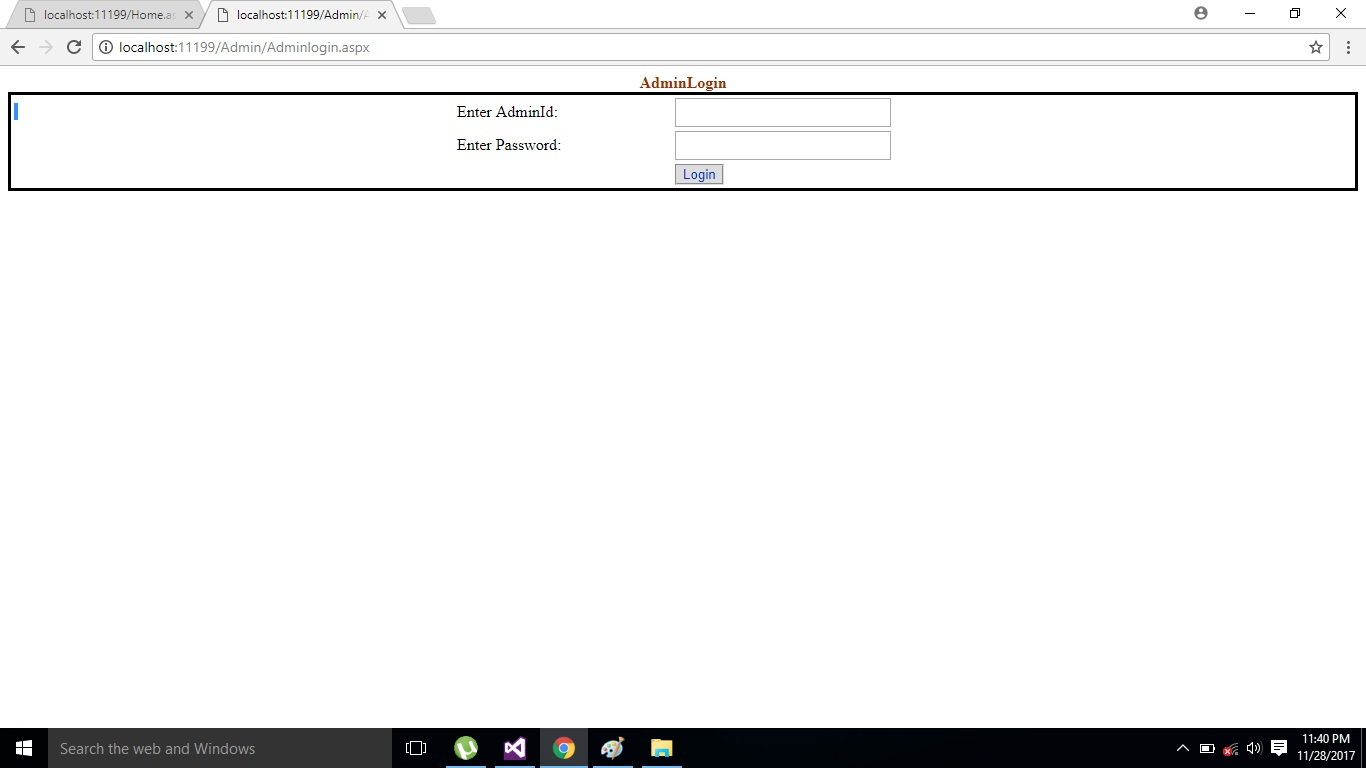 localhost:11199/Home.as
localhost:11199/Admin/A
localhost:11199/Admin/Adminlogin.aspx
AdminLogin
Enter AdminId:
Enter Password:
Login
Search the web and Windows
11:40 PM
11/28/2017